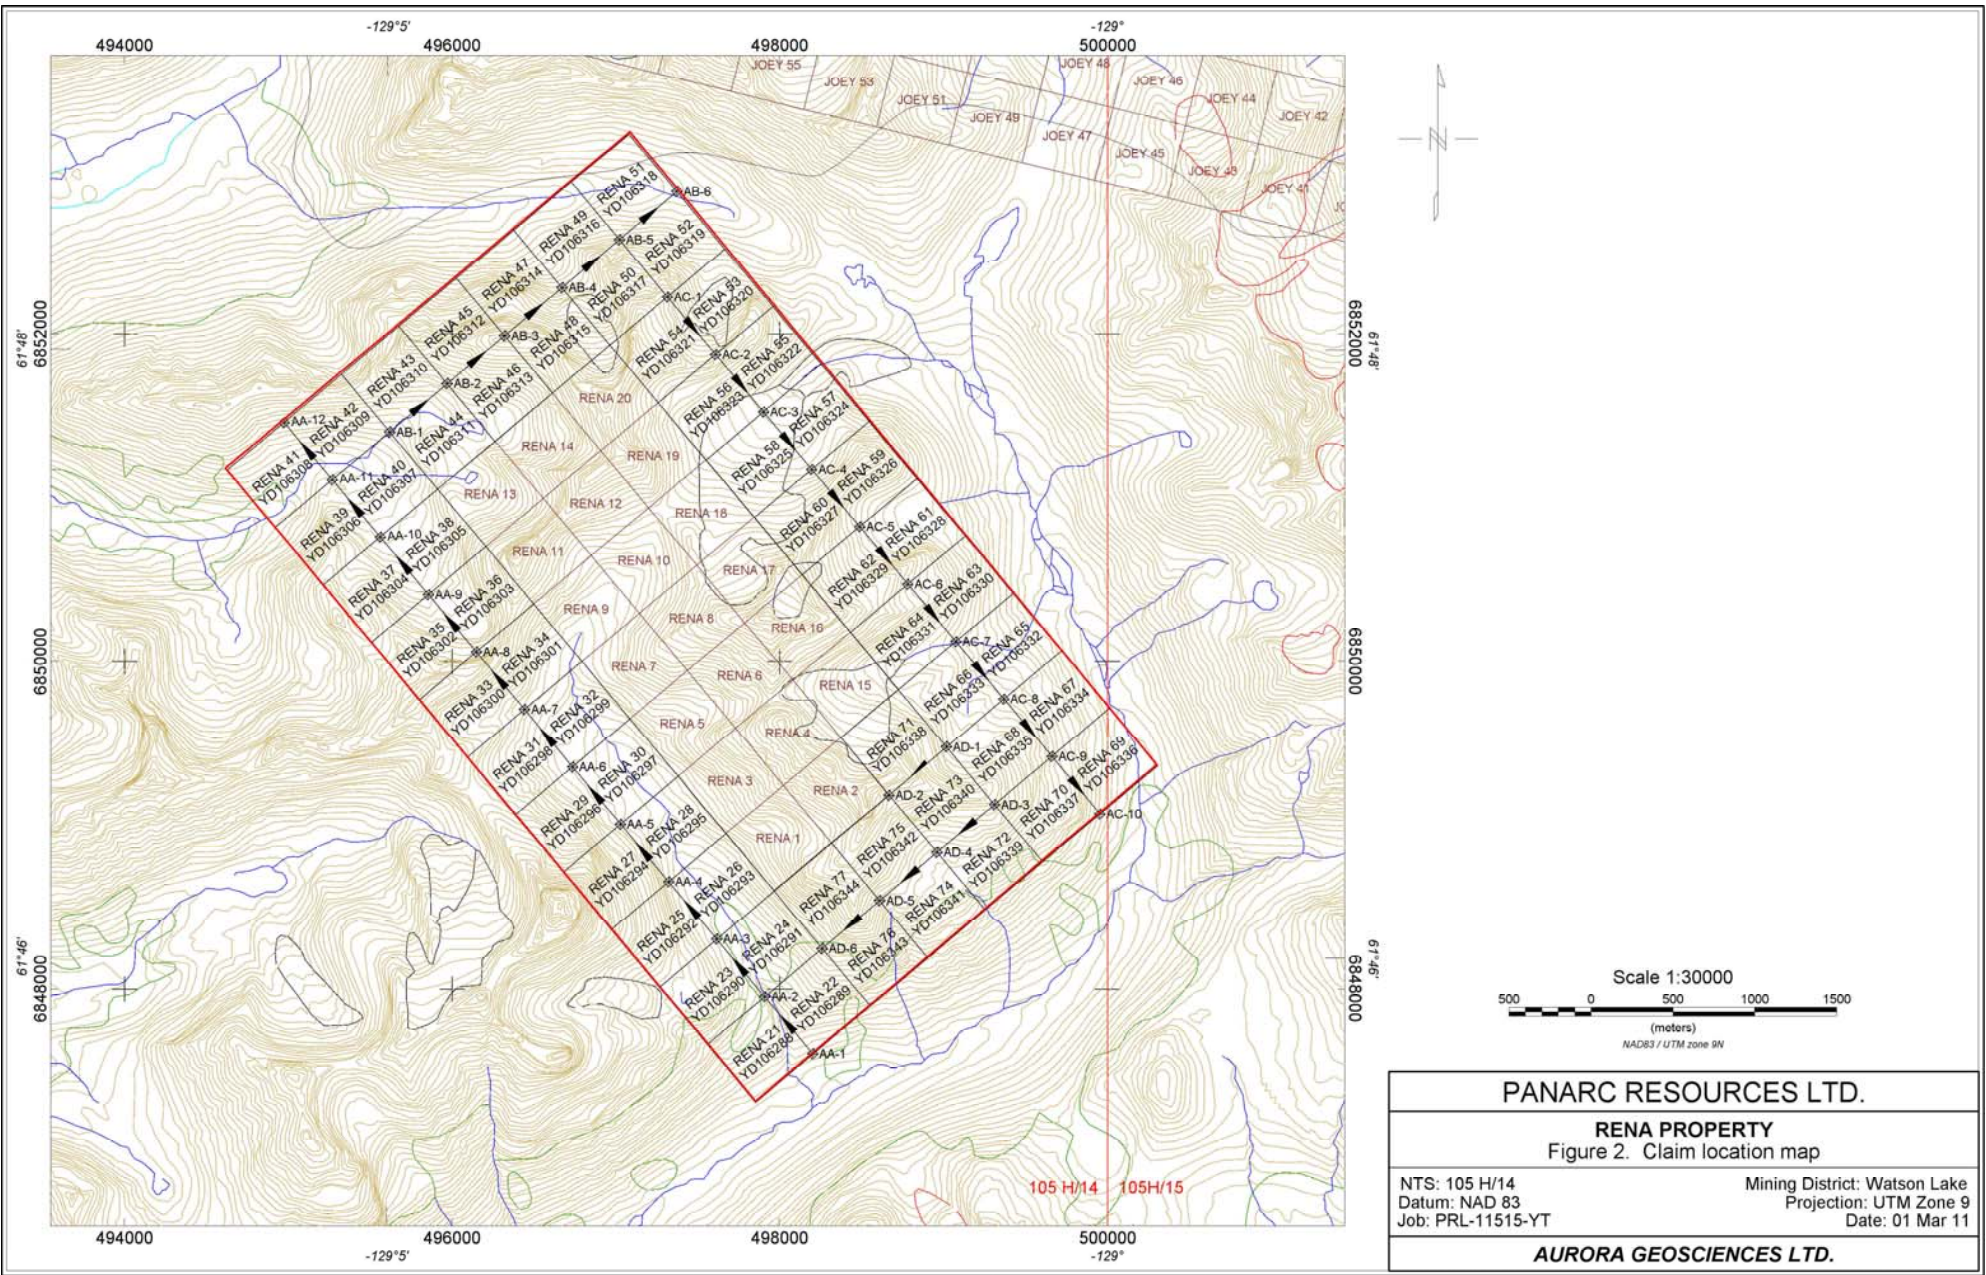 -129°5'
-129°
494000
496000
498000
500000
JOEY 55
JOEY 53
JOEY 51
JOEY 49
JOEY 48
JOEY 47
JOEY 46
JOEY 45
JOEY 44
JOEY 43
JOEY 42
JOEY 41
61°48'
6852000
6852000
61°48'
6850000
6850000
61°46'
6848000
6848000
61°46'
RENA 51
YD106318
AB-6
RENA 49
YD106316
AB-5
RENA 52
YD106319
RENA 47
YD106314
AB-4
RENA 50
YD106317
AC-1
RENA 53
YD106320
RENA 45
YD106312
AB-3
RENA 48
YD106315
RENA 54
YD106321
AC-2
RENA 55
YD106322
RENA 43
YD106310
AB-2
RENA 46
YD106313
RENA 20
RENA 56
YD106323
AC-3
RENA 57
YD106324
AA-12
RENA 42
YD106309
AB-1
RENA 44
YD106311
RENA 14
RENA 19
RENA 58
YD106325
AC-4
RENA 59
YD106326
RENA 41
YD106308
AA-11
RENA 40
YD106307
RENA 13
RENA 12
RENA 18
RENA 60
YD106327
AC-5
RENA 61
YD106328
RENA 39
YD106306
AA-10
RENA 38
YD106305
RENA 11
RENA 10
RENA 17
RENA 62
YD106329
AC-6
RENA 63
YD106330
RENA 37
YD106304
AA-9
RENA 36
YD106303
RENA 9
RENA 8
RENA 16
RENA 64
YD106331
AC-7
RENA 65
YD106332
RENA 35
YD106302
AA-8
RENA 34
YD106301
RENA 7
RENA 6
RENA 15
RENA 66
YD106333
AC-8
RENA 67
YD106334
RENA 33
YD106300
AA-7
RENA 32
YD106299
RENA 5
RENA 4
RENA 71
YD106338
AD-1
RENA 68
YD106335
AC-9
RENA 69
YD106336
RENA 31
YD106298
AA-6
RENA 30
YD106297
RENA 3
RENA 2
AD-2
RENA 73
YD106340
AD-3
RENA 70
YD106337
AC-10
RENA 29
YD106296
AA-5
RENA 28
YD106295
RENA 1
RENA 75
YD106342
AD-4
RENA 72
YD106339
RENA 27
YD106294
AA-4
RENA 26
YD106293
RENA 77
YD106344
AD-5
RENA 74
YD106341
RENA 25
YD106292
AA-3
RENA 24
YD106291
AD-6
RENA 76
YD106343
RENA 23
YD106290
AA-2
RENA 22
YD106289
RENA 21
YD106288
AA-1
105 H/14
105H/15
494000
496000
498000
500000
-129°5'
-129°
N
Scale 1:30000
500 0 500 1000 1500
(meters)
NAD83 / UTM zone 9N
PANARC RESOURCES LTD.
RENA PROPERTY
Figure 2. Claim location map
NTS: 105 H/14
Mining District: Watson Lake
Datum: NAD 83
Projection: UTM Zone 9
Job: PRL-11515-YT
Date: 01 Mar 11
AURORA GEOSCIENCES LTD.